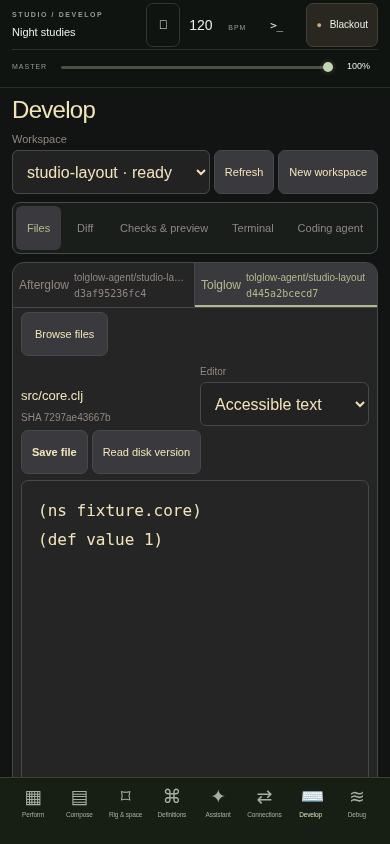 STUDIO / DEVELOP
Night studies
120 BPM >_ Blackout
MASTER 100%
Develop
Workspace
studio-layout · ready Refresh New workspace
Files Diff Checks & preview Terminal Coding agent
Afterglow tolglow-agent/studio-la… d3af95236fc4
Tolglow tolglow-agent/studio-layout d445a2bcecd7
Browse files
Editor
src/core.clj Accessible text
SHA 7297ae43667b
Save file Read disk version
(ns fixture.core)
(def value 1)
Perform Compose Rig & space Definitions Assistant Connections Develop Debug